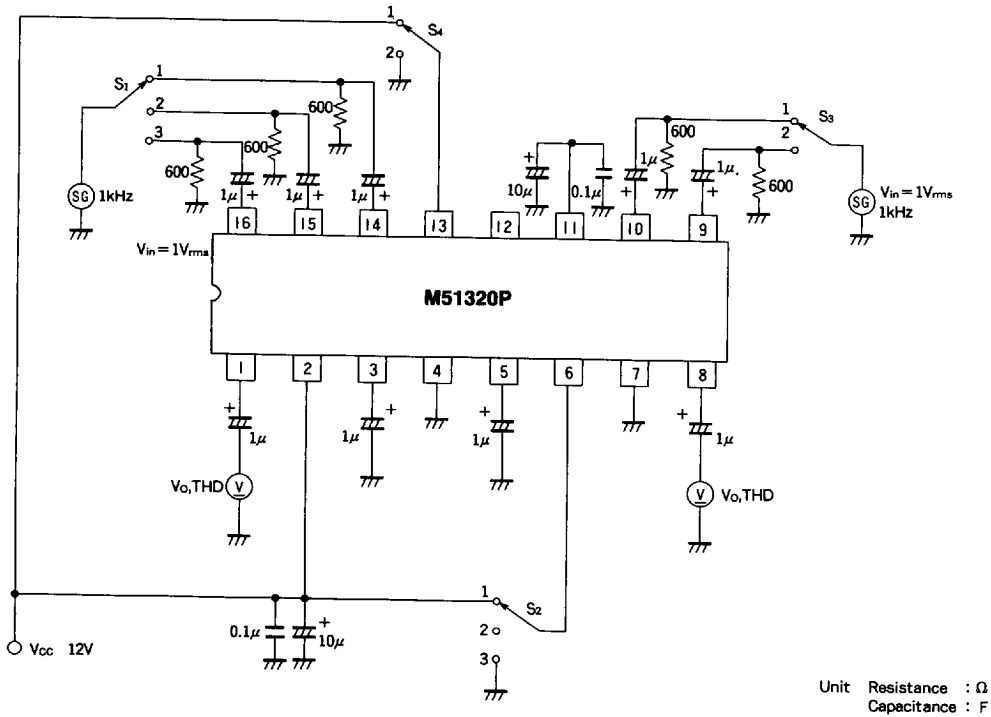 1
S4
2
S1
1
2
3
600
600
600
SG
1kHz
1μ +
1μ +
1μ +
+
10μ
0.1μ
1μ
+
600
1μ.
+
600
1
2
S3
SG
Vin=1Vrms
1kHz
16
15
14
13
12
11
10
9
Vin=1Vrms
M51320P
1
2
3
4
5
6
7
8
+
1μ
+
1μ
+
1μ
+
1μ
Vo,THD
V
V
Vo,THD
1
S2
2
3
0.1μ
+
10μ
Vcc 12V
Unit Resistance : Ω
Capacitance : F